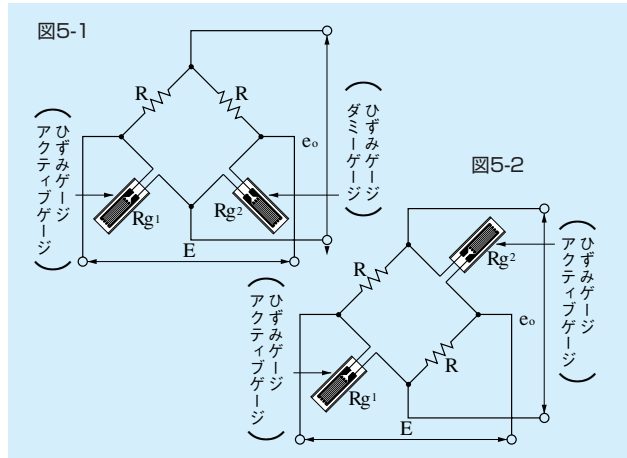 図5-1
R
R
eo
(ひずみゲージ
アクティブゲージ)
(ひずみゲージ
ダミーゲージ)
Rg1
Rg2
E
図5-2
R
Rg2
(ひずみゲージ
アクティブゲージ)
(ひずみゲージ
アクティブゲージ)
eo
R
Rg1
E